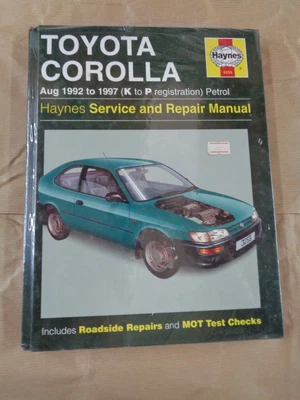 TOYOTA
COROLLA
Haynes
Aug 1992 to 1997 (K to P registration) Petrol
Haynes Service and Repair Manual
Includes Roadside Repairs and MOT Test Checks